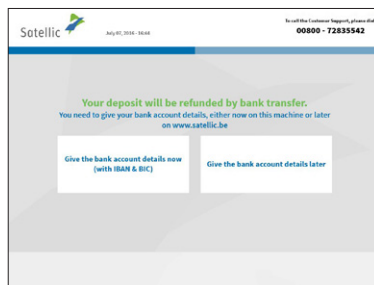 To call the Customer Support, please dial
00800 - 72835542
Satellic
July 07, 2016 - 16:46
Your deposit will be refunded by bank transfer.
You need to give your bank account details, either now on this machine or later
on www.satellic.be
Give the bank account details now
(with IBAN & BIC)
Give the bank account details later